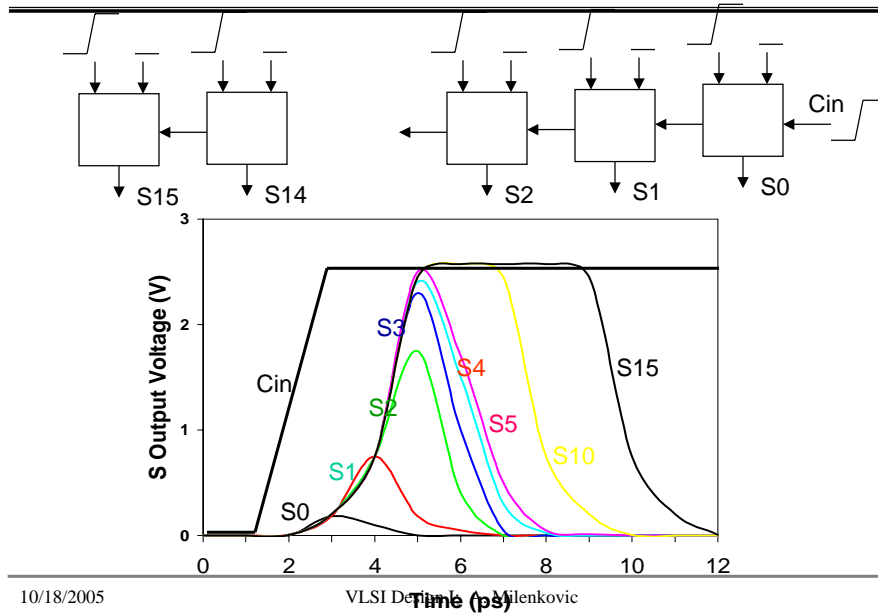 Cin
S15 S14 S2 S1 S0
3
S Output Voltage (V)
S3
2
S4
S15
Cin
S2
S5
1
S10
S1
S0
0
0 2 4 6 8 10 12
10/18/2005
VLSI Design Milenkovic
Time (ps)